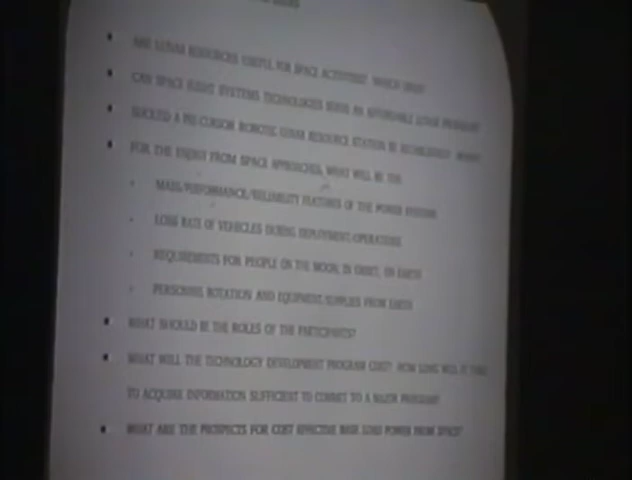 ARE LUNAR RESOURCES USEFUL FOR SPACE ACTIVITIES? WHICH ONES?
CAN SPACE FLIGHT SYSTEMS TECHNOLOGIES SERVE AN AFFORDABLE LUNAR PROGRAM?
SHOULD A PRE-CURSOR ROBOTIC LUNAR RESOURCE STATION BE ESTABLISHED? WHEN?
FOR THE ENERGY FROM SPACE APPROACHES, WHAT WILL BE THE
MASS/PERFORMANCE/RELIABILITY FEATURES OF THE POWER SYSTEMS
LOSS RATE OF VEHICLES DURING DEPLOYMENT/OPERATIONS
REQUIREMENTS FOR PEOPLE ON THE MOON, IN ORBIT, ON EARTH
PERSONNEL ROTATION AND EQUIPMENT/SUPPLIES FROM EARTH
WHAT SHOULD BE THE ROLES OF THE PARTICIPANTS?
WHAT WILL THE TECHNOLOGY DEVELOPMENT PROGRAM COST? HOW LONG WILL IT TAKE
TO ACQUIRE INFORMATION SUFFICIENT TO COMMIT TO A MAJOR PROGRAM?
WHAT ARE THE PROSPECTS FOR COST EFFECTIVE BASE LOAD POWER FROM SPACE?